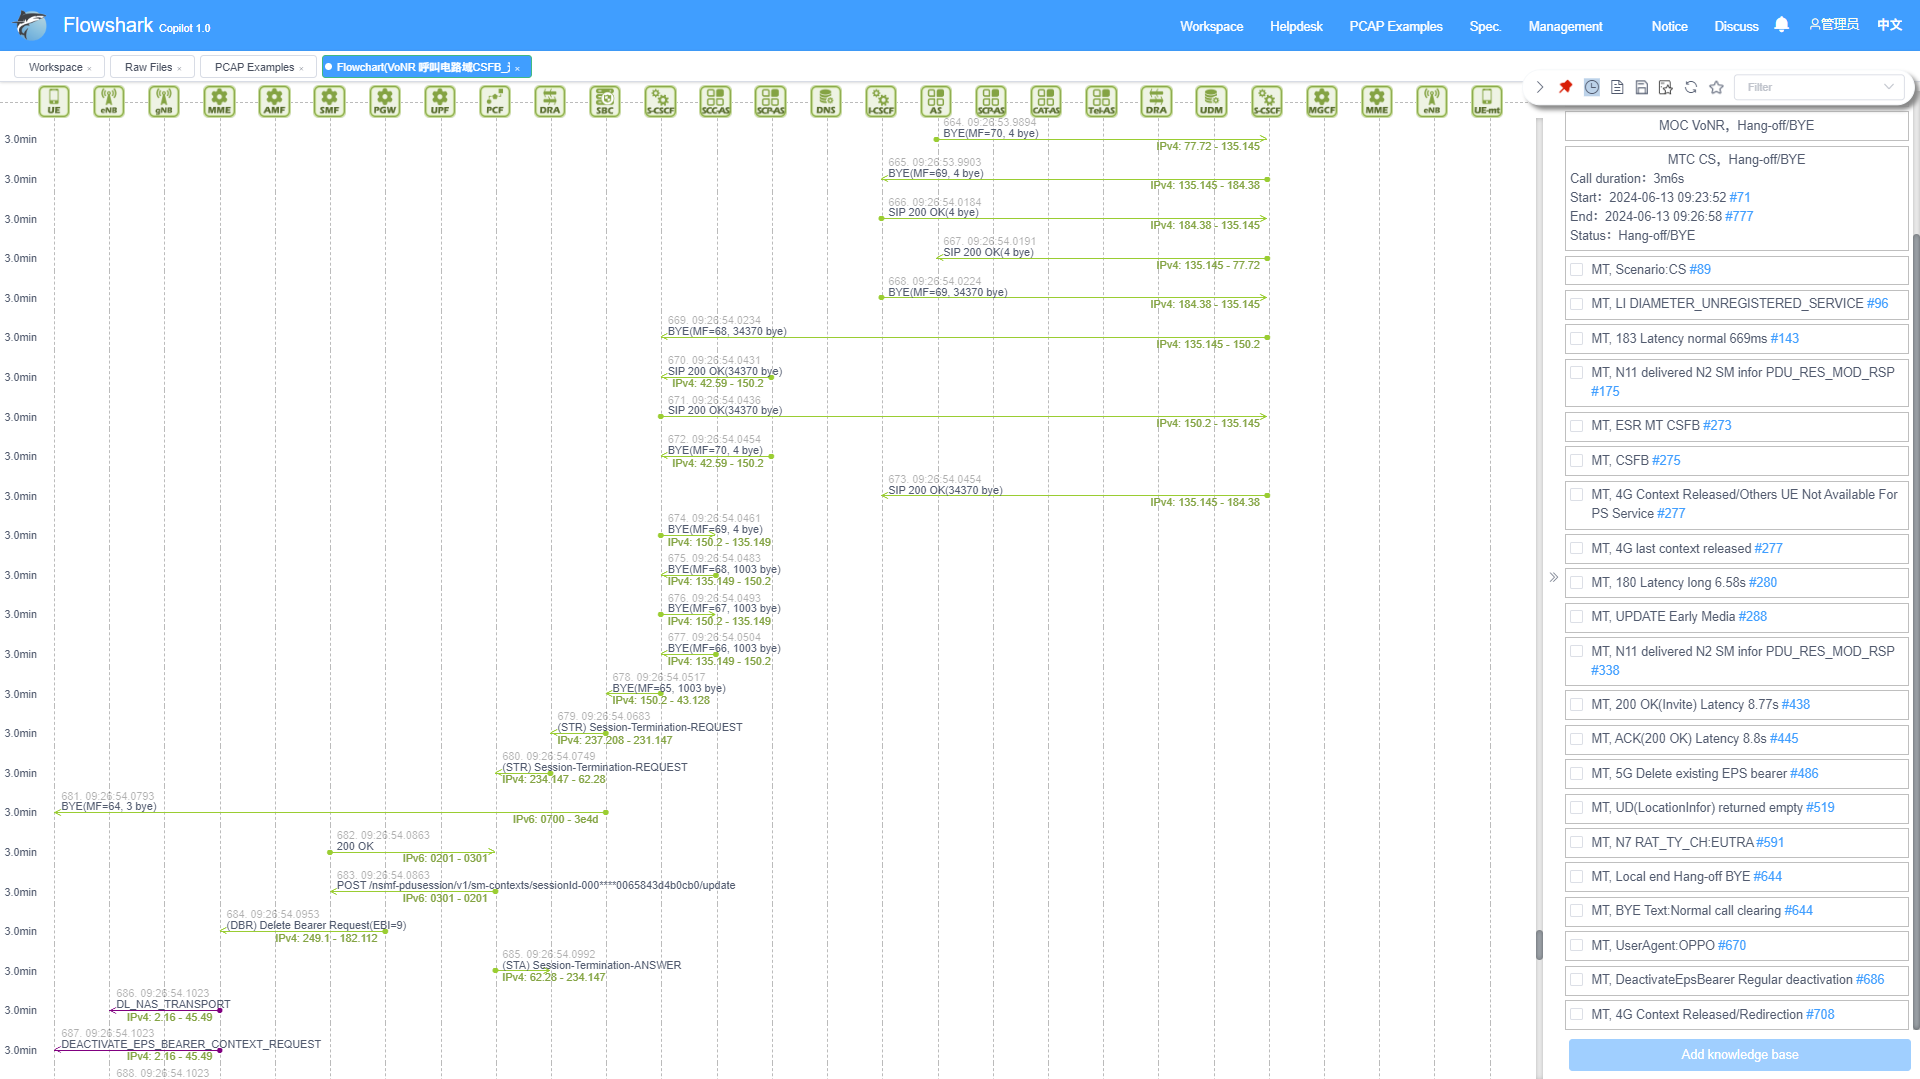 Flowshark Copilot 1.0
Workspace Helpdesk PCAP Examples Spec. Management Notice Discuss 管理员 中文
Workspace × Raw Files × PCAP Examples × Flowchart(VoNR 呼叫电路域CSFB_ ×
UE eNB gNB MME AMF SMF PGW UPF PCF DRA SBC S-CSCF SCC-AS SCP-AS DNS I-CSCF AS SCP-AS CAT-AS Tel-AS DRA UDM S-CSCF MGCF MME eNB UE-mt
Filter
664. 09:26:53.9894
3.0min BYE(MF=70, 4 bye)
IPv4: 77.72 - 135.145
665. 09:26:53.9903
3.0min BYE(MF=69, 4 bye)
IPv4: 135.145 - 184.38
666. 09:26:54.0184
3.0min SIP 200 OK(4 bye)
IPv4: 184.38 - 135.145
667. 09:26:54.0191
3.0min SIP 200 OK(4 bye)
IPv4: 135.145 - 77.72
668. 09:26:54.0224
3.0min BYE(MF=69, 34370 bye)
IPv4: 184.38 - 135.145
669. 09:26:54.0234
3.0min BYE(MF=68, 34370 bye)
IPv4: 135.145 - 150.2
670. 09:26:54.0431
3.0min SIP 200 OK(34370 bye)
IPv4: 42.59 - 150.2
671. 09:26:54.0436
3.0min SIP 200 OK(34370 bye)
IPv4: 150.2 - 135.145
672. 09:26:54.0454
3.0min BYE(MF=70, 4 bye)
IPv4: 42.59 - 150.2
673. 09:26:54.0454
3.0min SIP 200 OK(34370 bye)
IPv4: 135.145 - 184.38
674. 09:26:54.0461
3.0min BYE(MF=69, 4 bye)
IPv4: 150.2 - 135.149
675. 09:26:54.0483
3.0min BYE(MF=68, 1003 bye)
IPv4: 135.149 - 150.2
676. 09:26:54.0493
3.0min BYE(MF=67, 1003 bye)
IPv4: 150.2 - 135.149
677. 09:26:54.0504
3.0min BYE(MF=66, 1003 bye)
IPv4: 135.149 - 150.2
678. 09:26:54.0517
3.0min BYE(MF=65, 1003 bye)
IPv4: 150.2 - 43.128
679. 09:26:54.0683
3.0min (STR) Session-Termination-REQUEST
IPv4: 237.208 - 231.147
680. 09:26:54.0749
3.0min (STR) Session-Termination-REQUEST
IPv4: 234.147 - 62.28
681. 09:26:54.0793
3.0min BYE(MF=64, 3 bye)
IPv6: 0700 - 3e4d
682. 09:26:54.0863
3.0min 200 OK
IPv6: 0201 - 0301
683. 09:26:54.0863
3.0min POST /nsmf-pdusession/v1/sm-contexts/sessionId-000****0065843d4b0cb0/update
IPv6: 0301 - 0201
684. 09:26:54.0953
3.0min (DBR) Delete Bearer Request(EBI=9)
IPv4: 249.1 - 182.112
685. 09:26:54.0992
3.0min (STA) Session-Termination-ANSWER
IPv4: 62.28 - 234.147
686. 09:26:54.1023
3.0min DL_NAS_TRANSPORT
IPv4: 2.16 - 45.49
687. 09:26:54.1023
3.0min DEACTIVATE_EPS_BEARER_CONTEXT_REQUEST
IPv4: 2.16 - 45.49
688. 09:26:54.1023
MOC VoNR，Hang-off/BYE
MTC CS，Hang-off/BYE
Call duration：3m6s
Start：2024-06-13 09:23:52 #71
End：2024-06-13 09:26:58 #777
Status：Hang-off/BYE
MT, Scenario:CS #89
MT, LI DIAMETER_UNREGISTERED_SERVICE #96
MT, 183 Latency normal 669ms #143
MT, N11 delivered N2 SM infor PDU_RES_MOD_RSP
#175
MT, ESR MT CSFB #273
MT, CSFB #275
MT, 4G Context Released/Others UE Not Available For
PS Service #277
MT, 4G last context released #277
MT, 180 Latency long 6.58s #280
MT, UPDATE Early Media #288
MT, N11 delivered N2 SM infor PDU_RES_MOD_RSP
#338
MT, 200 OK(Invite) Latency 8.77s #438
MT, ACK(200 OK) Latency 8.8s #445
MT, 5G Delete existing EPS bearer #486
MT, UD(LocationInfor) returned empty #519
MT, N7 RAT_TY_CH:EUTRA #591
MT, Local end Hang-off BYE #644
MT, BYE Text:Normal call clearing #644
MT, UserAgent:OPPO #670
MT, DeactivateEpsBearer Regular deactivation #686
MT, 4G Context Released/Redirection #708
Add knowledge base